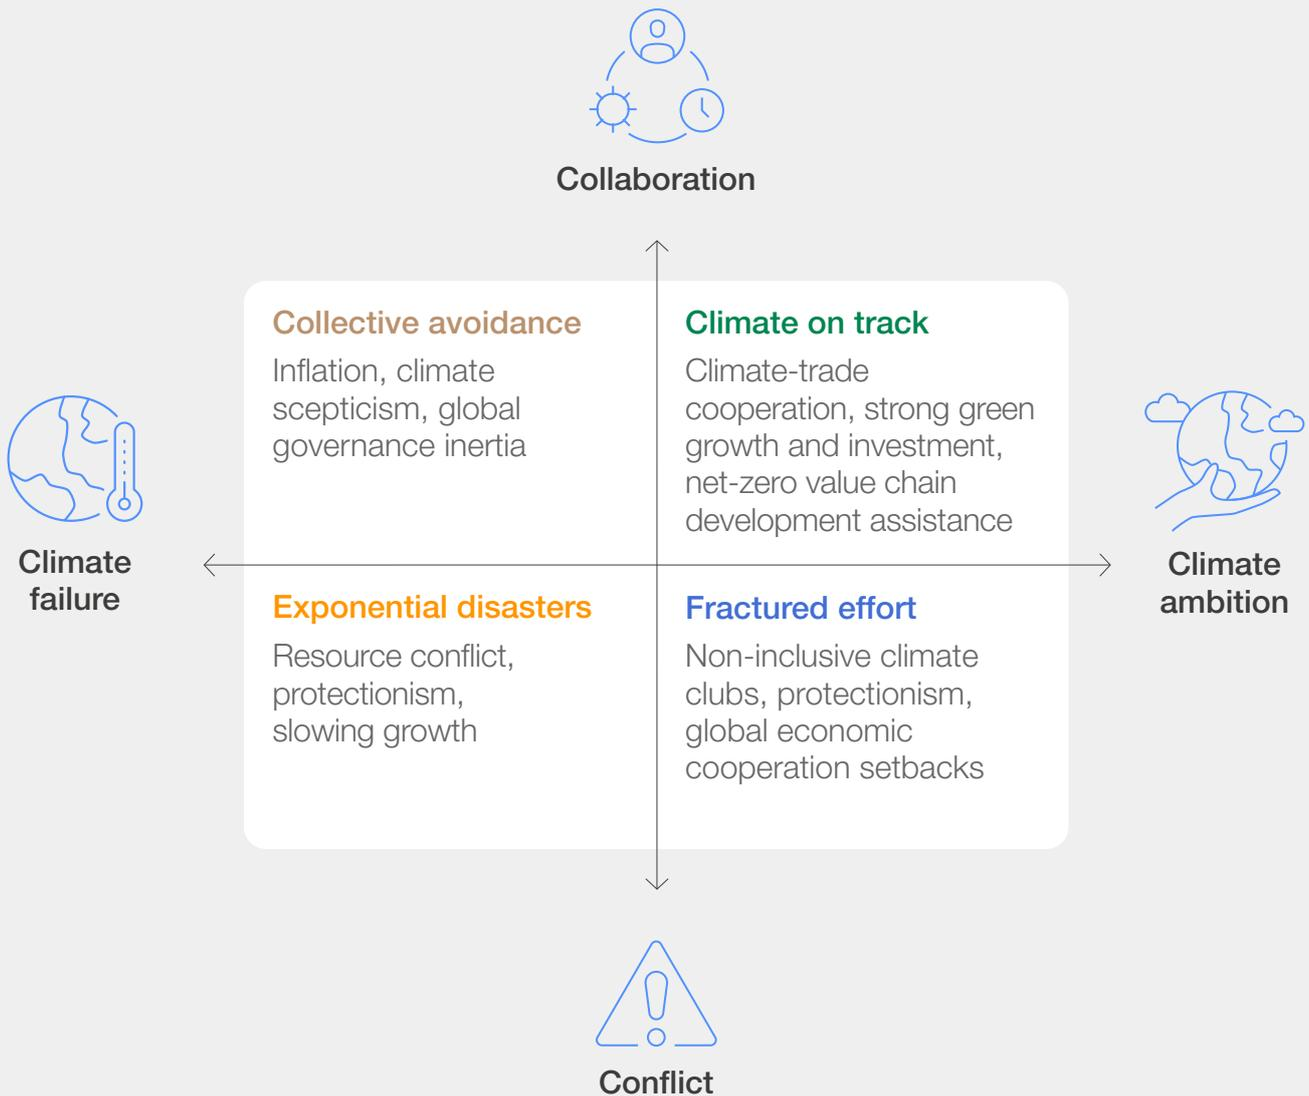 Collaboration
Collective avoidance
Inflation, climate
scepticism, global
governance inertia
Climate on track
Climate-trade
cooperation, strong green
growth and investment,
net-zero value chain
development assistance
Climate
failure
Climate
ambition
Exponential disasters
Resource conflict,
protectionism,
slowing growth
Fractured effort
Non-inclusive climate
clubs, protectionism,
global economic
cooperation setbacks
Conflict